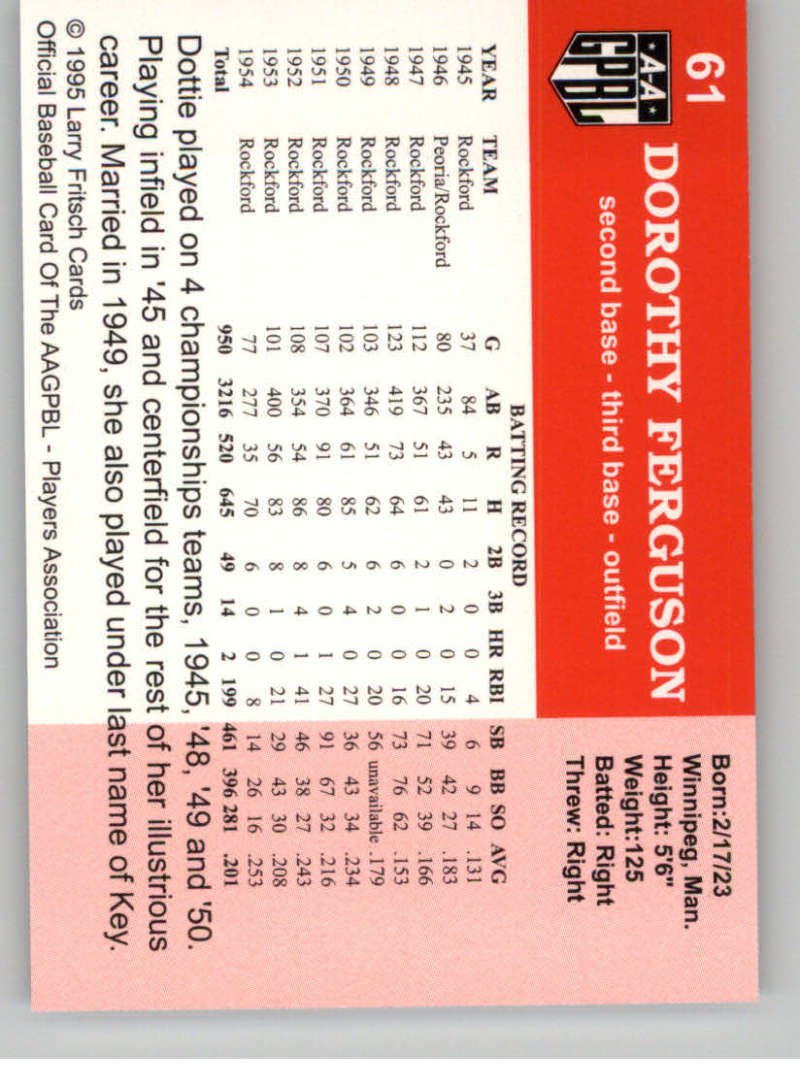 61
A-A
GPBL
DOROTHY FERGUSON
second base - third base - outfield
Born:2/17/23
Winnipeg, Man.
Height: 5'6"
Weight:125
Batted: Right
Threw: Right
BATTING RECORD
YEAR TEAM G AB R H 2B 3B HR RBI SB BB SO AVG
1945 Rockford 37 84 5 11 2 0 0 4 6 9 14 .131
1946 Peoria/Rockford 80 235 43 43 0 2 0 15 39 42 27 .183
1947 Rockford 112 367 51 61 2 1 0 20 71 52 39 .166
1948 Rockford 123 419 73 64 6 0 0 16 73 76 62 .153
1949 Rockford 103 346 51 62 6 2 0 20 56 unavailable .179
1950 Rockford 102 364 61 85 5 4 0 27 36 43 34 .234
1951 Rockford 107 370 91 80 6 0 1 27 91 67 32 .216
1952 Rockford 108 354 54 86 8 4 1 41 46 38 27 .243
1953 Rockford 101 400 56 83 8 1 0 21 29 43 30 .208
1954 Rockford 77 277 35 70 6 0 0 8 14 26 16 .253
Total 950 3216 520 645 49 14 2 199 461 396 281 .201
Dottie played on 4 championships teams, 1945, '48, '49 and '50.
Playing infield in '45 and centerfield for the rest of her illustrious
career. Married in 1949, she also played under last name of Key.
© 1995 Larry Fritsch Cards
Official Baseball Card Of The AAGPBL - Players Association